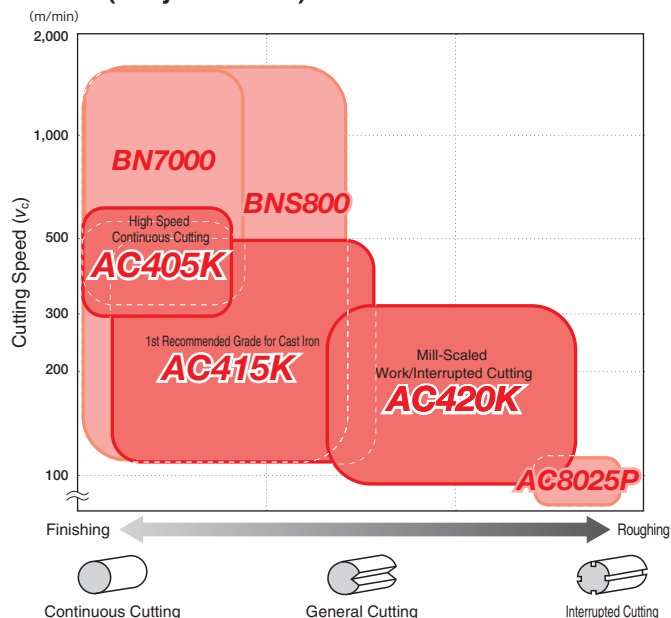 (m/min)
2,000
1,000
500
300
200
100
Cutting Speed (vc)
BN7000
BNS800
High Speed
Continuous Cutting
AC405K
1st Recommended Grade for Cast Iron
AC415K
Mill-Scaled
Work/Interrupted Cutting
AC420K
AC8025P
Finishing
Roughing
Continuous Cutting
General Cutting
Interrupted Cutting